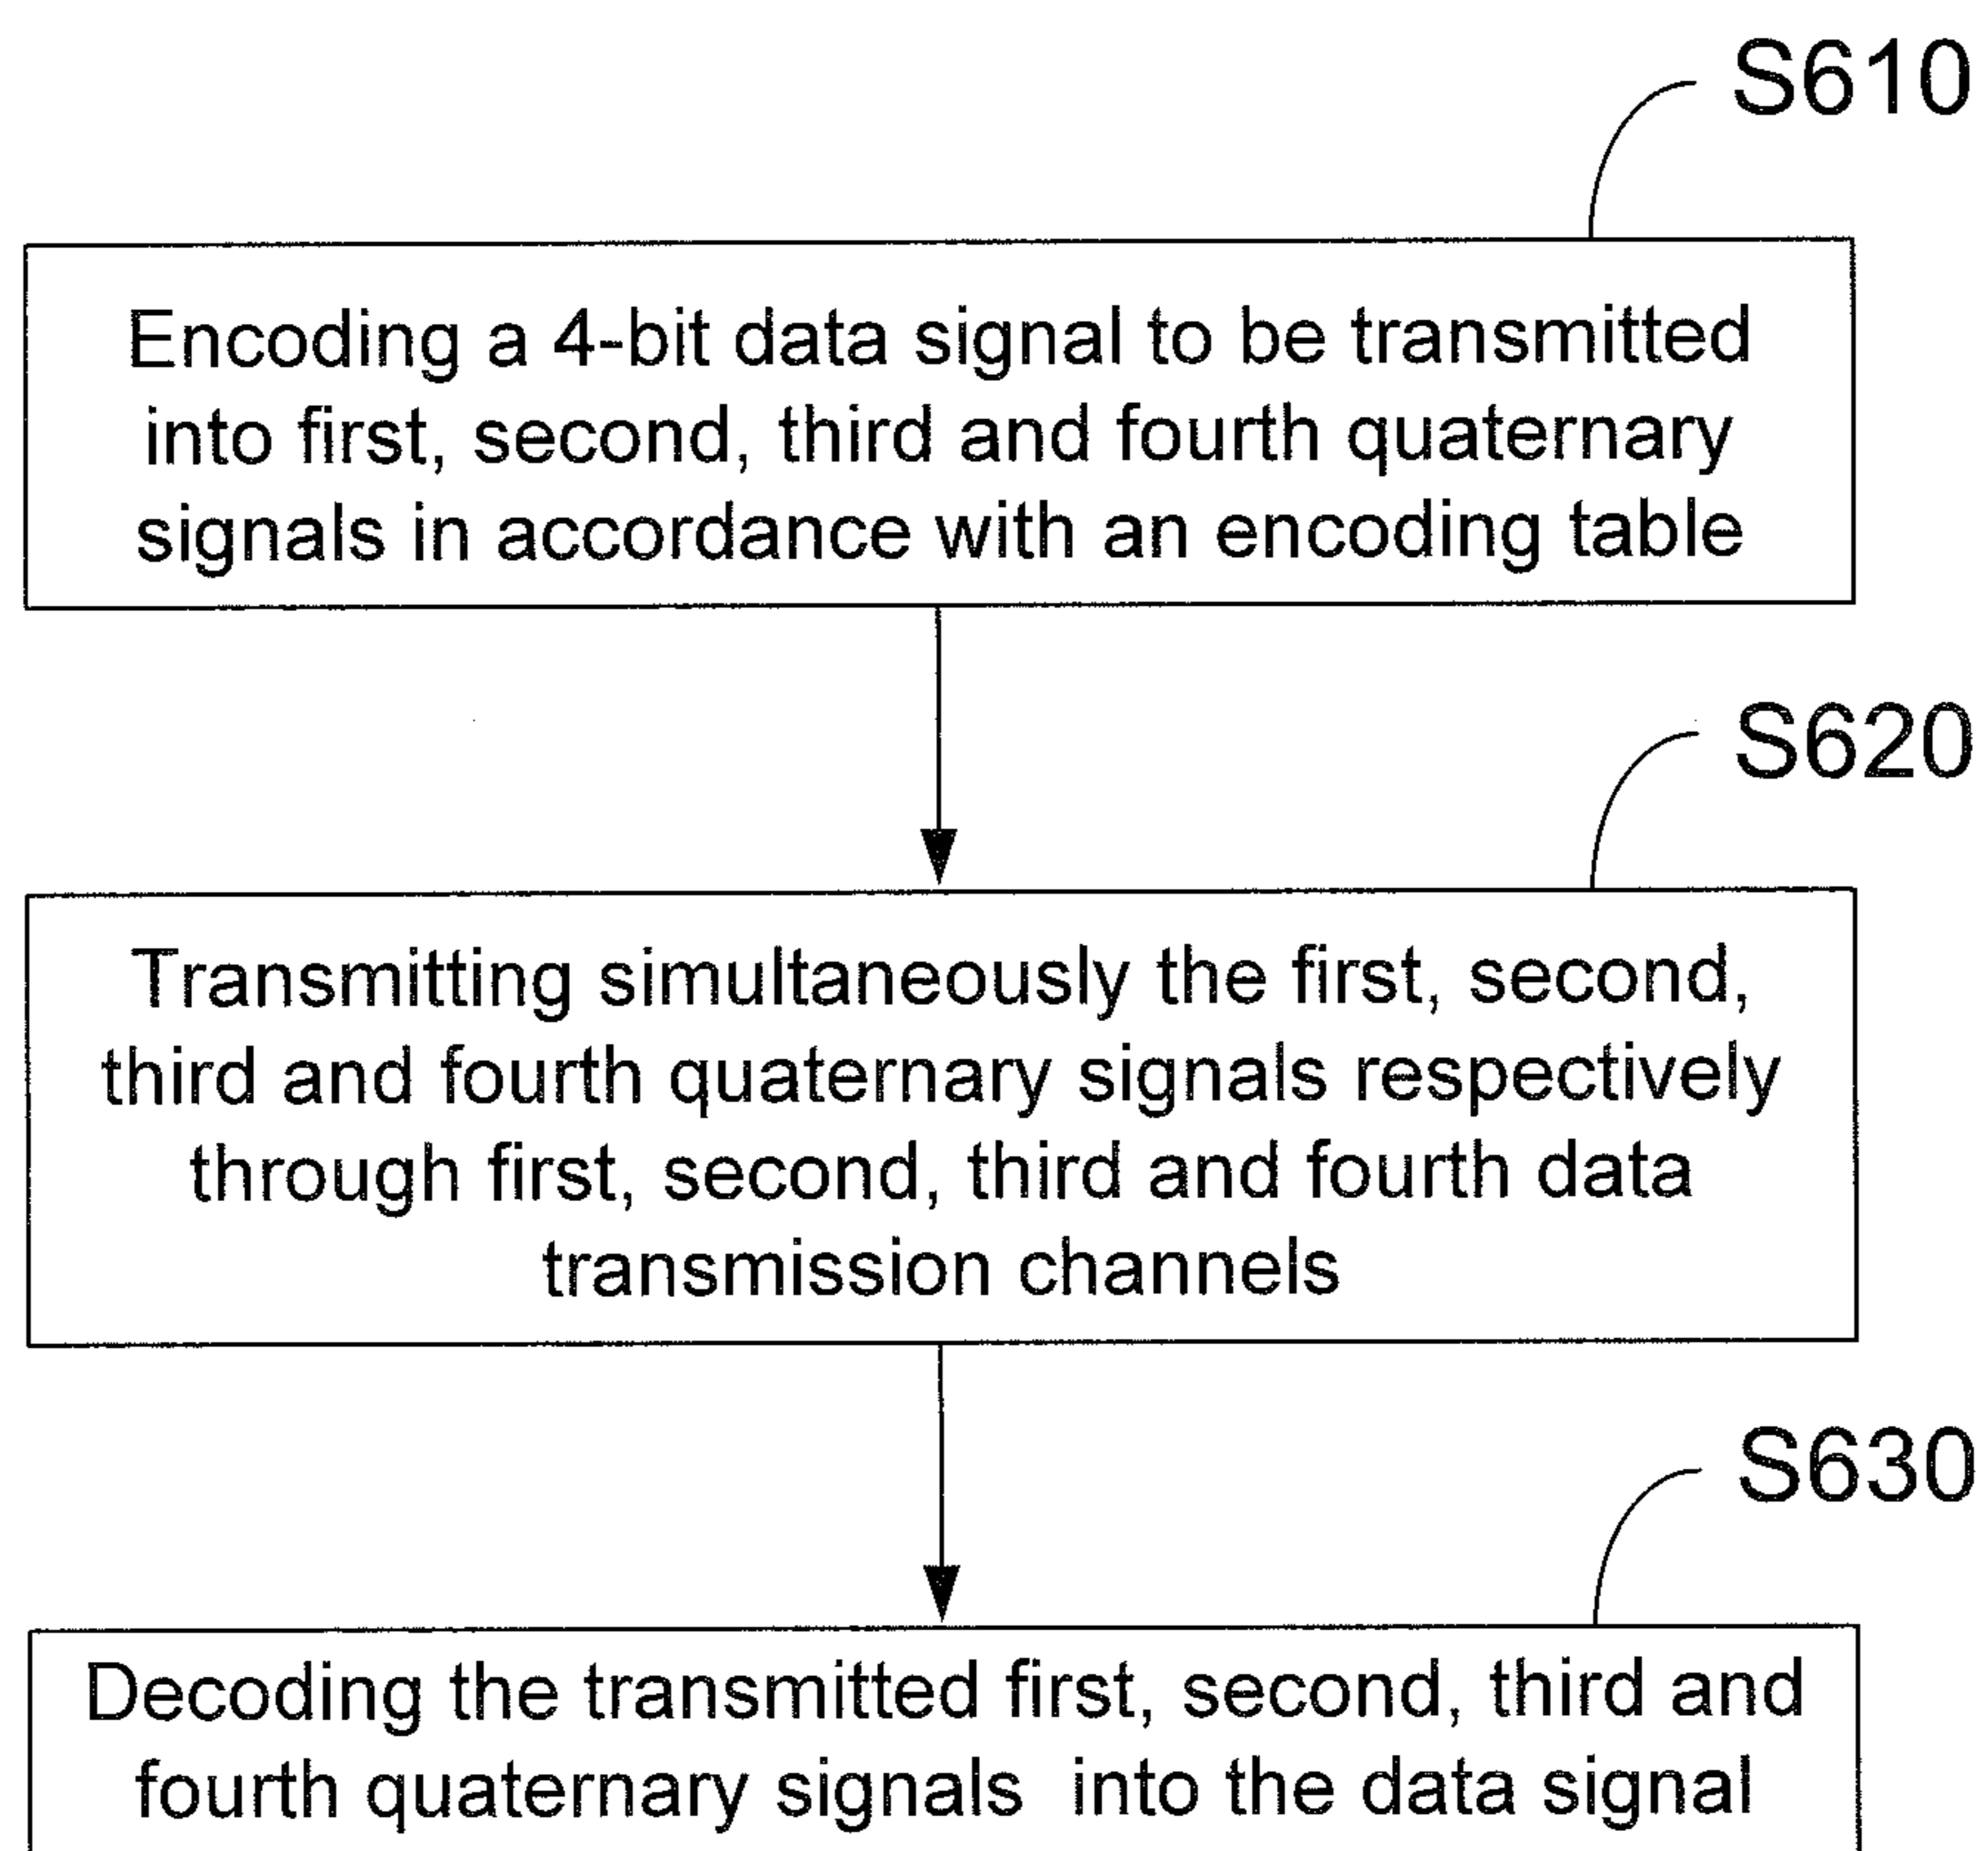 S610
Encoding a 4-bit data signal to be transmitted
into first, second, third and fourth quaternary
signals in accordance with an encoding table
S620
Transmitting simultaneously the first, second,
third and fourth quaternary signals respectively
through first, second, third and fourth data
transmission channels
S630
Decoding the transmitted first, second, third and
fourth quaternary signals into the data signal